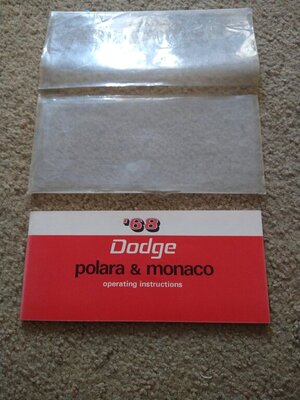 '68
Dodge
polara & monaco
operating instructions